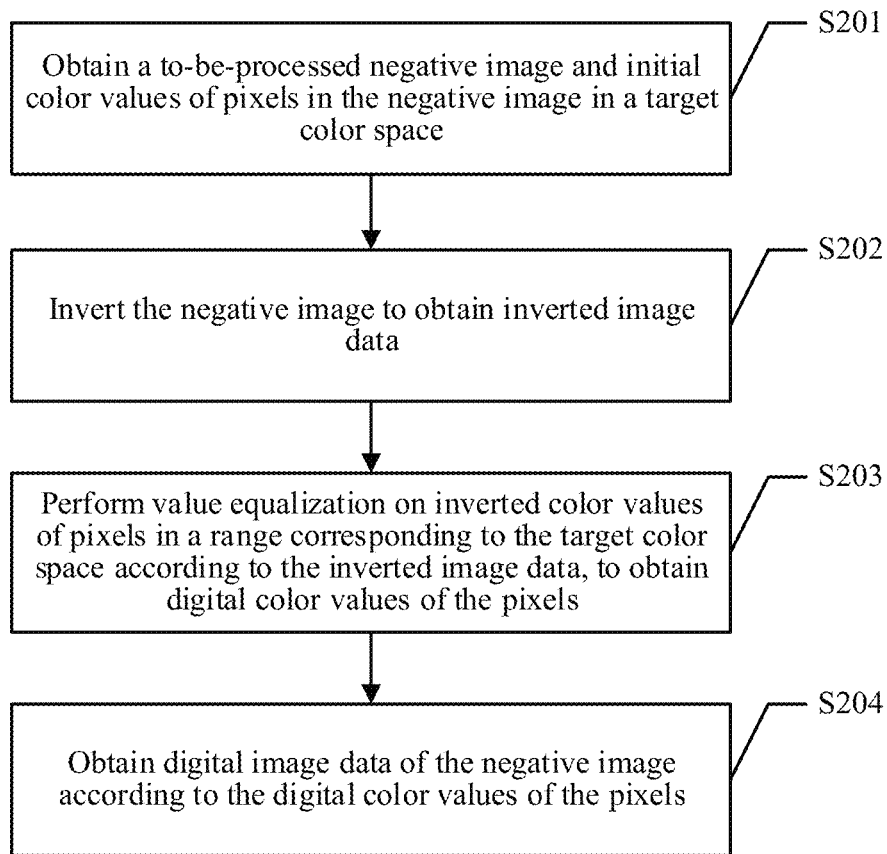 S201
Obtain a to-be-processed negative image and initial
color values of pixels in the negative image in a target
color space
S202
Invert the negative image to obtain inverted image
data
S203
Perform value equalization on inverted color values
of pixels in a range corresponding to the target color
space according to the inverted image data, to obtain
digital color values of the pixels
S204
Obtain digital image data of the negative image
according to the digital color values of the pixels